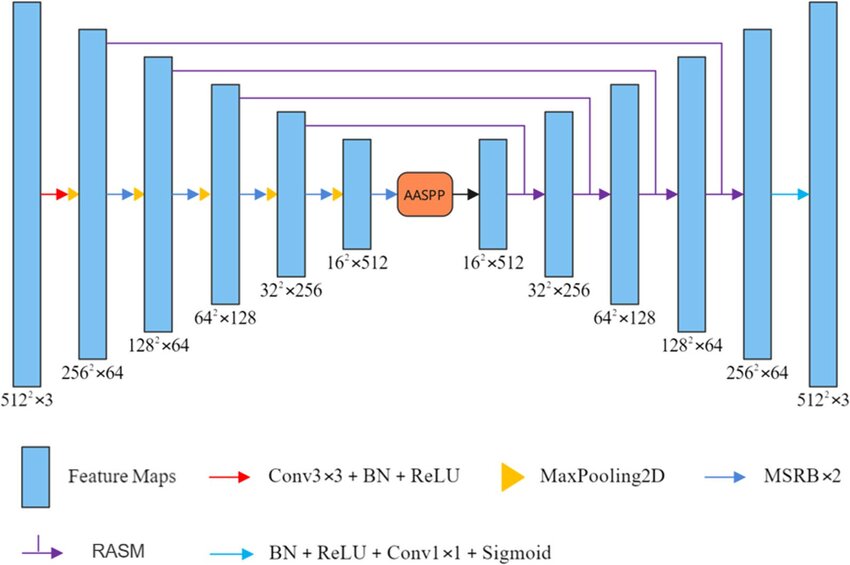 AASPP
16²×512
16²×512
32²×256
32²×256
64²×128
64²×128
128²×64
128²×64
256²×64
256²×64
512²×3
512²×3
Feature Maps
Conv3×3 + BN + ReLU
MaxPooling2D
MSRB×2
RASM
BN + ReLU + Conv1×1 + Sigmoid